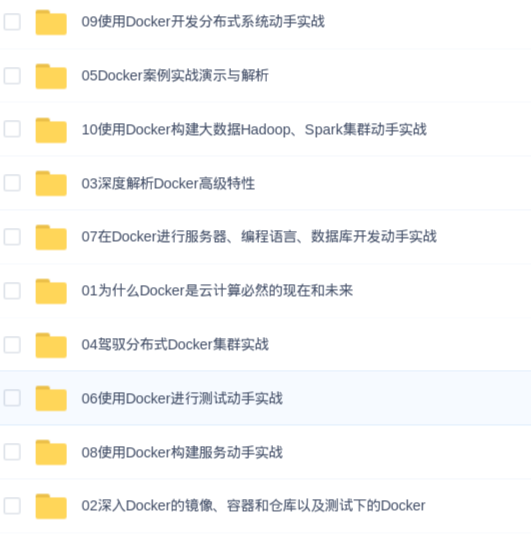 09使用Docker开发分布式系统动手实战
05Docker案例实战演示与解析
10使用Docker构建大数据Hadoop、Spark集群动手实战
03深度解析Docker高级特性
07在Docker进行服务器、编程语言、数据库开发动手实战
01为什么Docker是云计算必然的现在和未来
04驾驭分布式Docker集群实战
06使用Docker进行测试动手实战
08使用Docker构建服务动手实战
02深入Docker的镜像、容器和仓库以及测试下的Docker